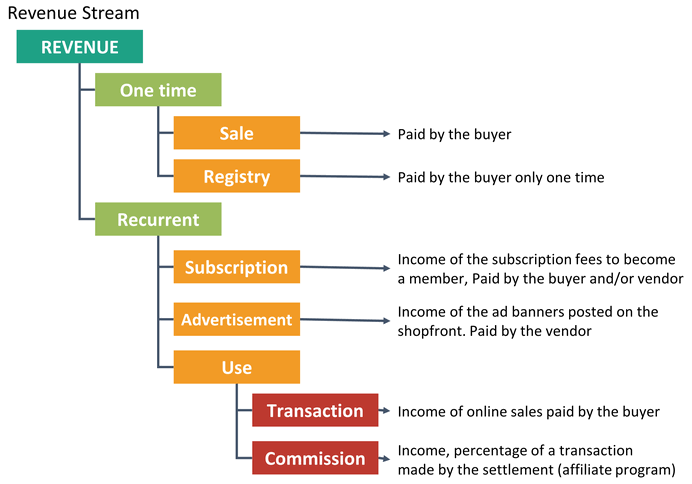 Revenue Stream
REVENUE
One time
Sale
Paid by the buyer
Registry
Paid by the buyer only one time
Recurrent
Subscription
Income of the subscription fees to become
a member, Paid by the buyer and/or vendor
Advertisement
Income of the ad banners posted on the
shopfront. Paid by the vendor
Use
Transaction
Income of online sales paid by the buyer
Commission
Income, percentage of a transaction
made by the settlement (affiliate program)